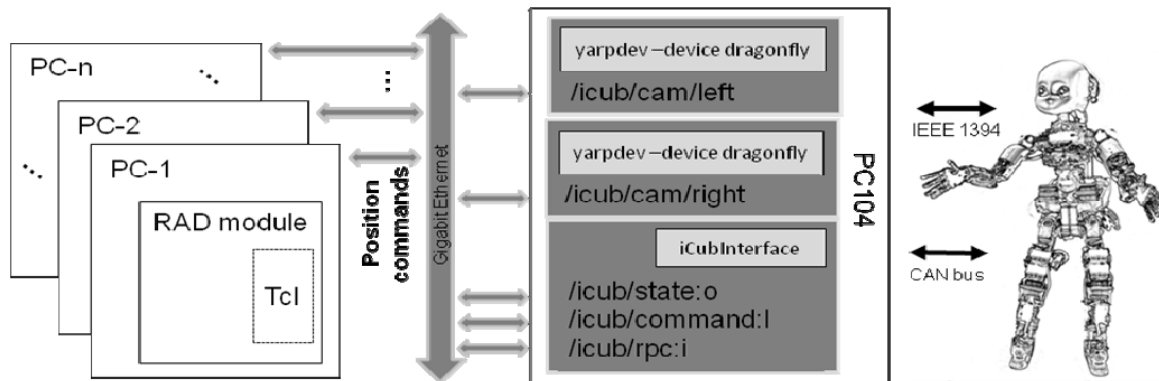 PC-n
...
...
PC-2
PC-1
RAD module
Tcl
...
Position
commands
Gigabit Ethernet
yarpdev –device dragonfly
/icub/cam/left
yarpdev –device dragonfly
/icub/cam/right
iCubInterface
/icub/state:o
/icub/command:I
/icub/rpc:i
PC104
IEEE 1394
CAN bus